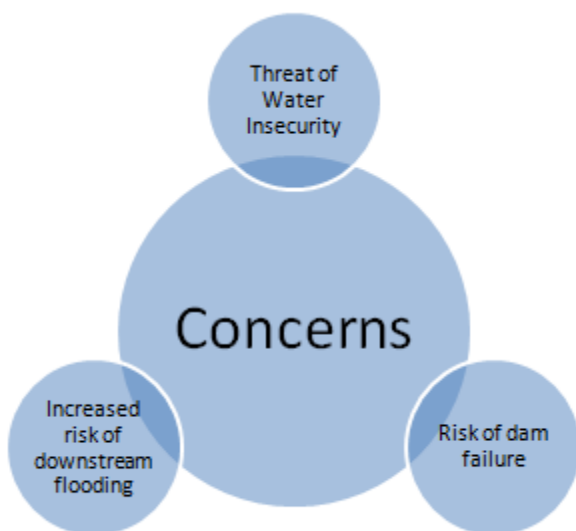 Threat of
Water
Insecurity
Concerns
Increased
risk of
downstream
flooding
Risk of dam
failure